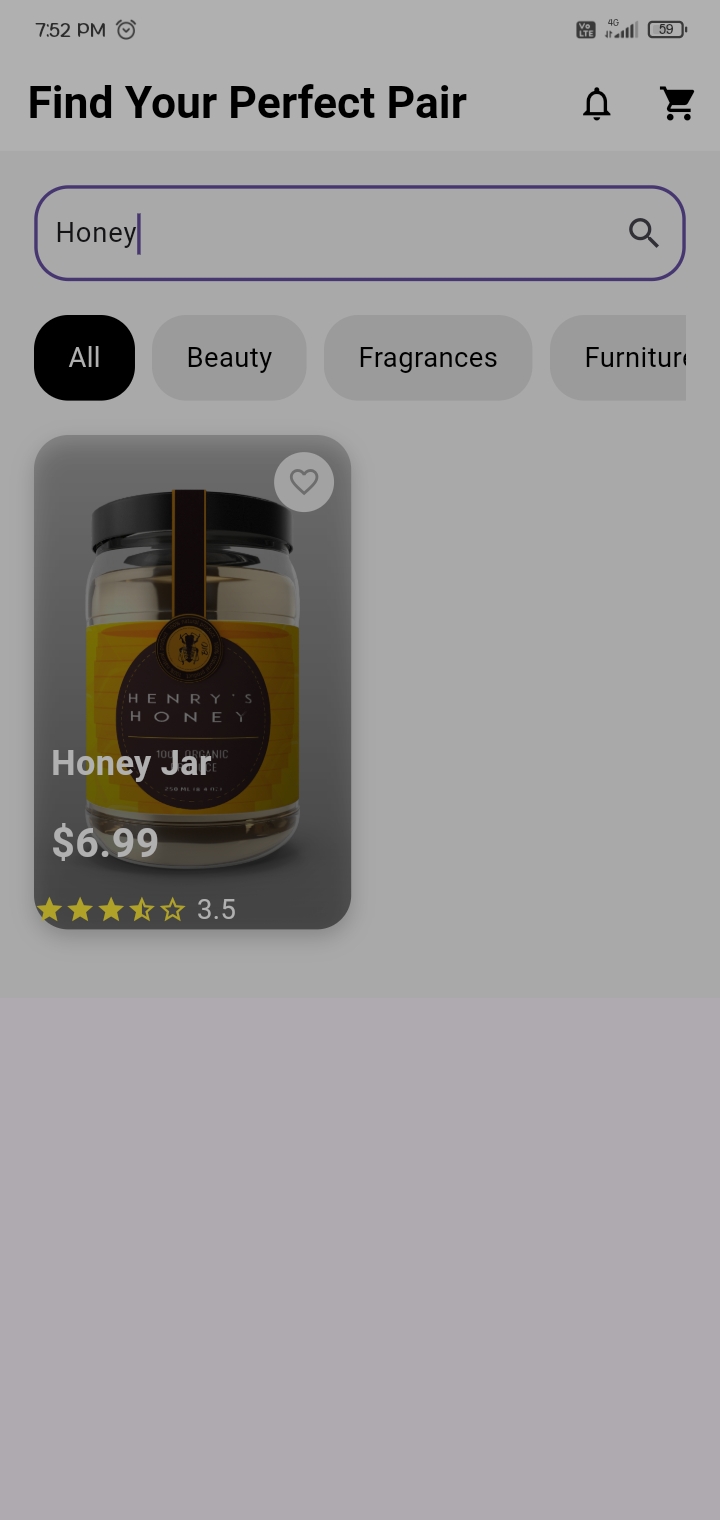 7:52 PM
Vo LTE
4G
59
Find Your Perfect Pair
Honey
All
Beauty
Fragrances
Furniture
HENRY'S
HONEY
100% ORGANIC
Honey Jar
$6.99
3.5